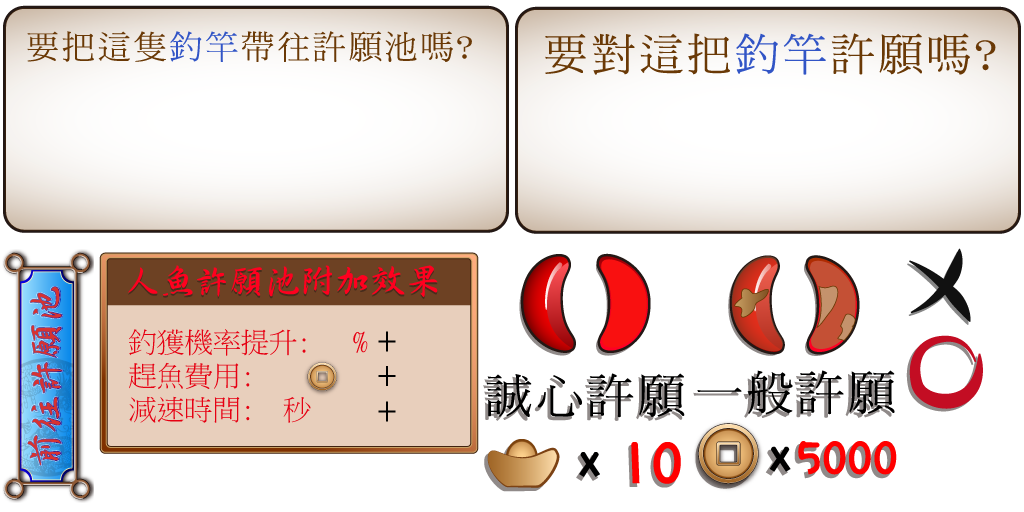 要把這隻釣竿帶往許願池嗎?
要對這把釣竿許願嗎?
前往許願池
人魚許願池附加效果
釣獲機率提升: % +
趕魚費用: +
減速時間: 秒 +
誠心許願
一般許願
x 10
x 5000